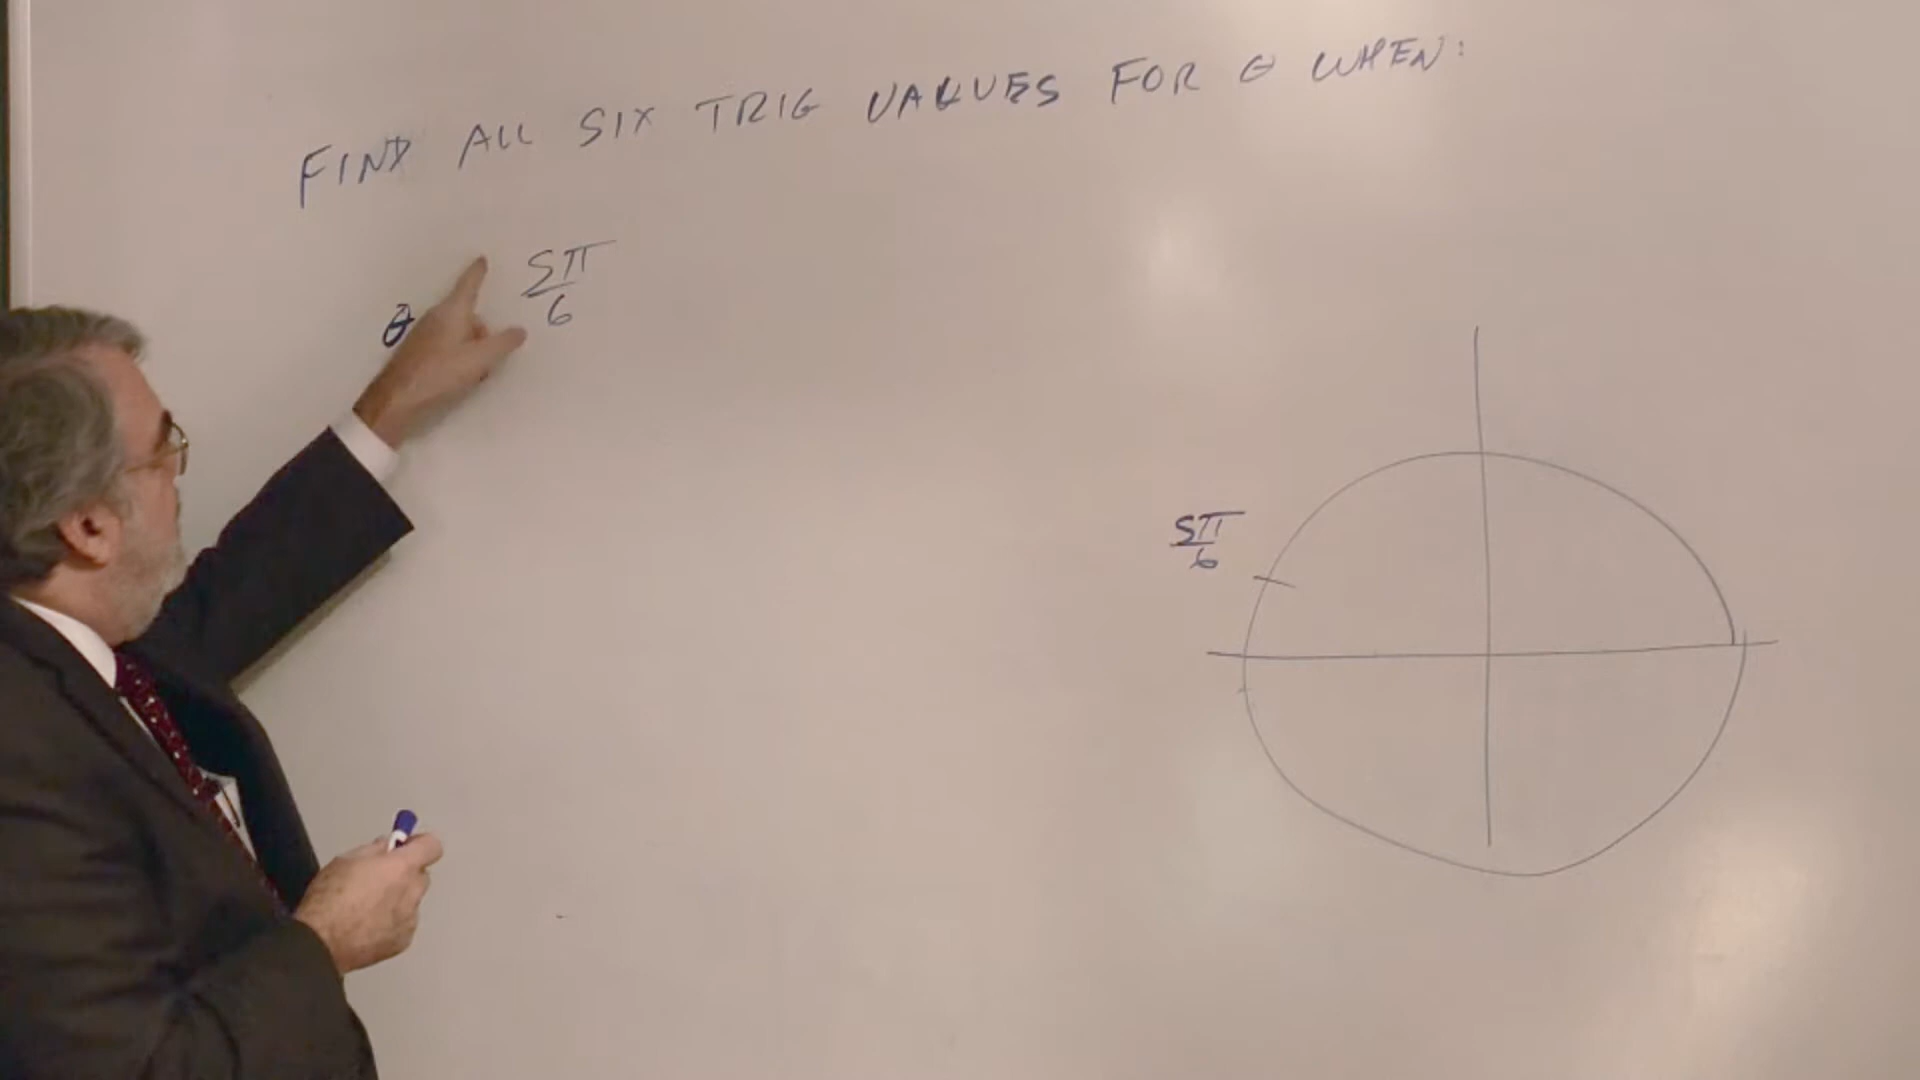 FIND ALL SIX TRIG VALUES FOR θ WHEN:
θ 5π/6
5π/6